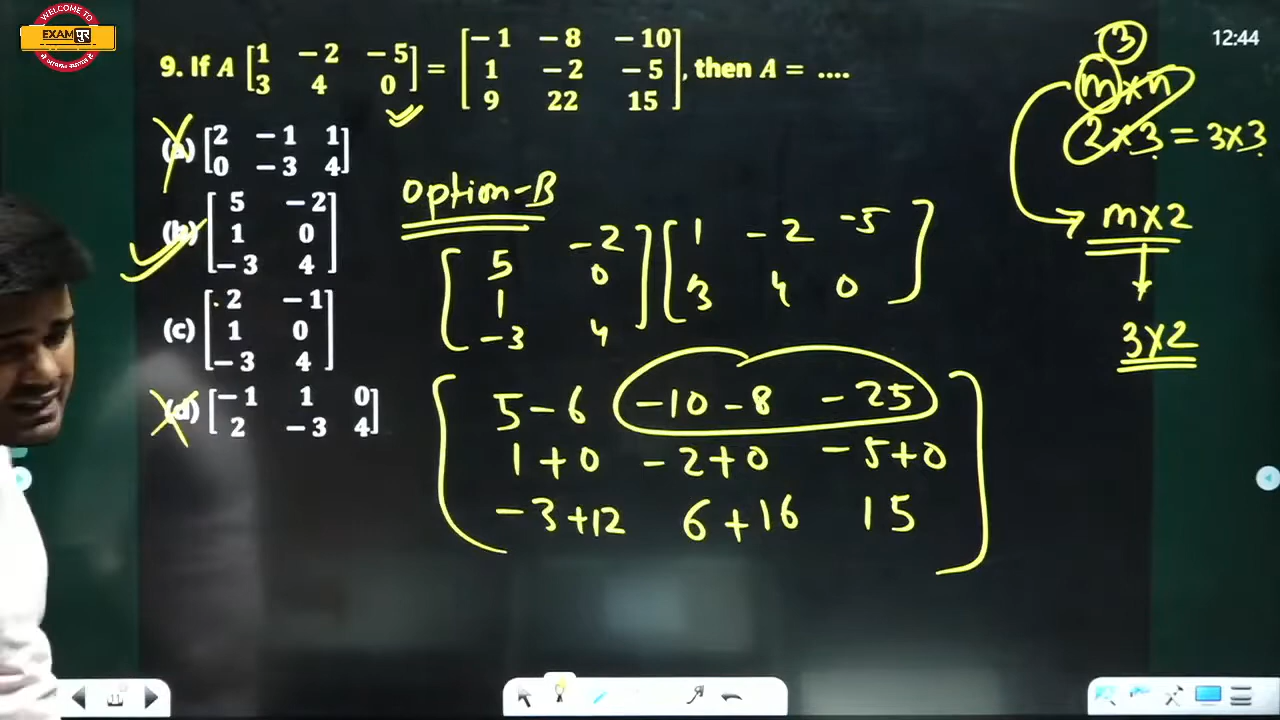 WELCOME TO
EXAMपुर
12:44
9. If A [1 −2 −5
3 4 0] = [−1 −8 −10
1 −2 −5
9 22 15], then A = ....
3
m×n
2×3 = 3×3
m×2
3×2
(a) [2 −1 1
0 −3 4]
(b) [5 −2
1 0
−3 4]
(c) [2 −1
1 0
−3 4]
(d) [−1 1 0
2 −3 4]
Option-B
[5 −2
1 0
−3 4] [1 −2 −5
3 4 0]
[5−6 −10−8 −25
1+0 −2+0 −5+0
−3+12 6+16 15]
11